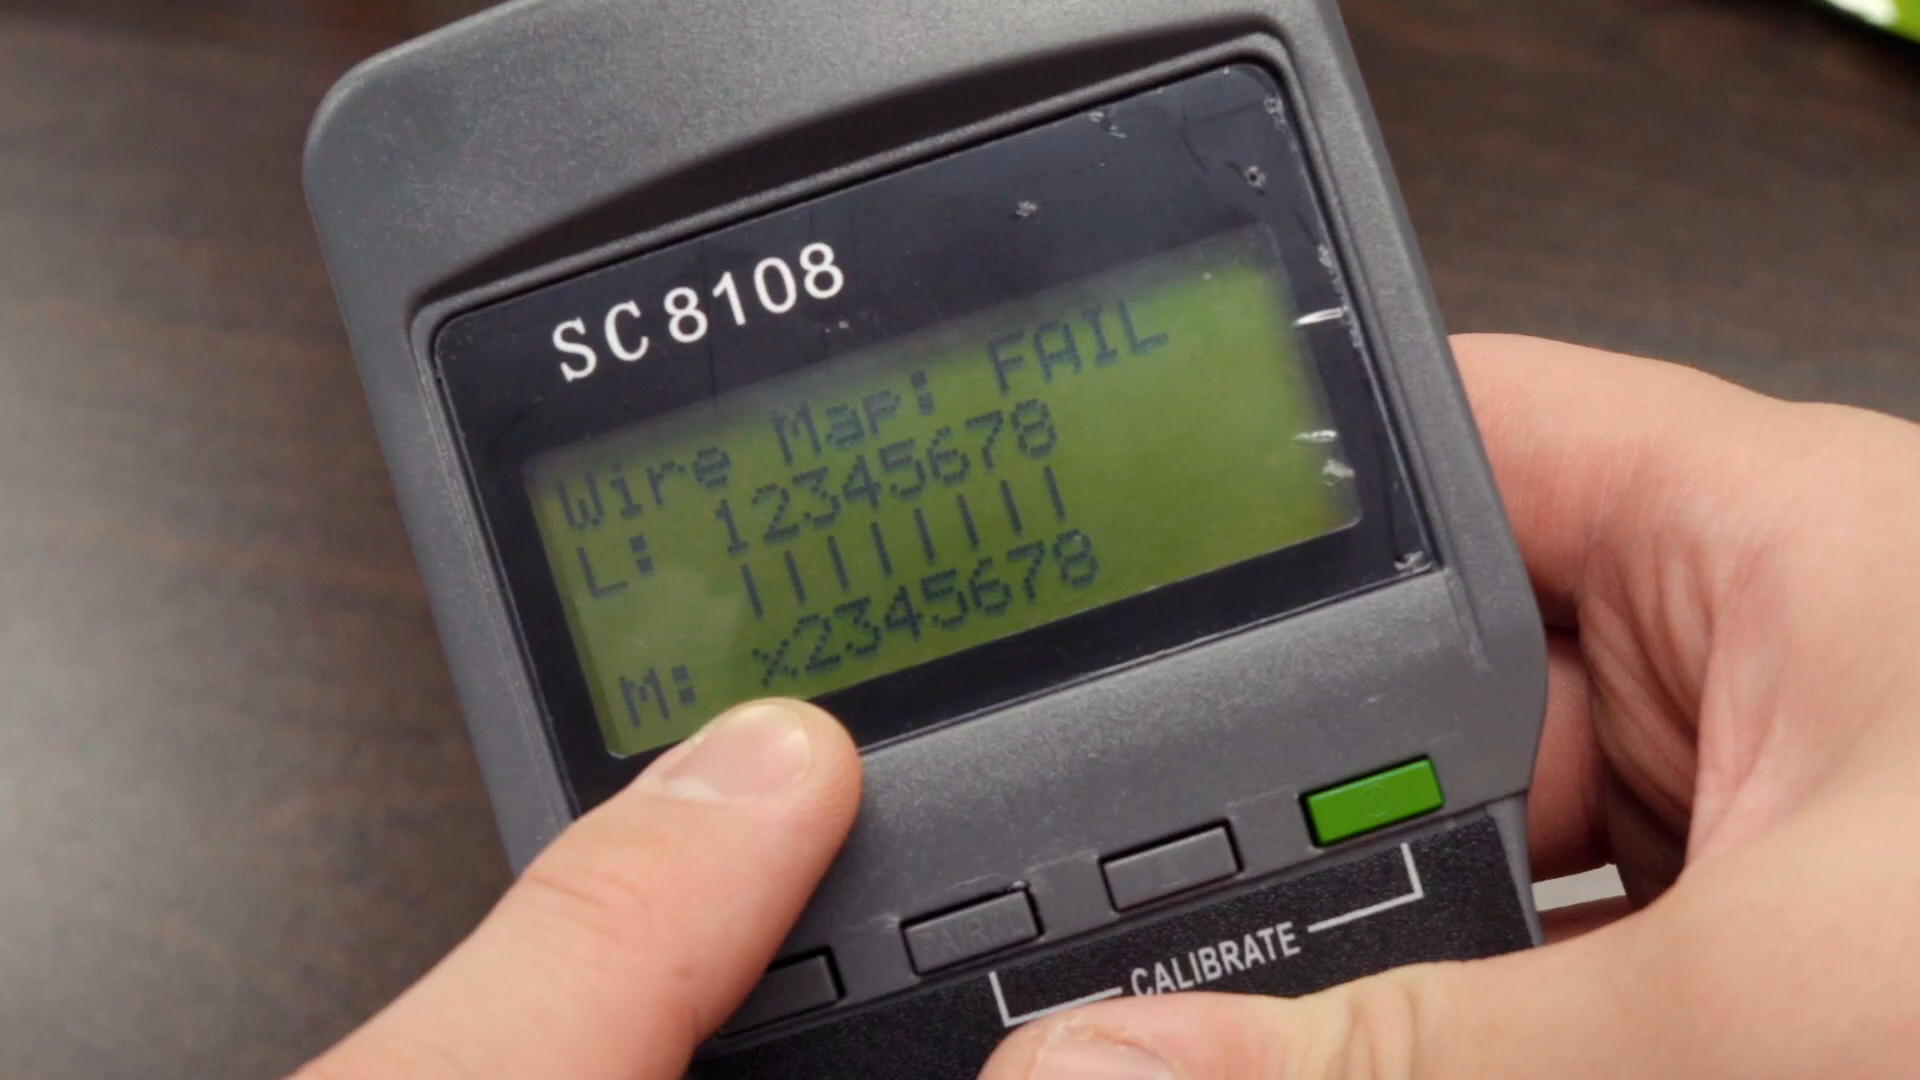 SC8108
Wire Map: FAIL
L: 12345678
||||||||
M: x2345678
CALIBRATE